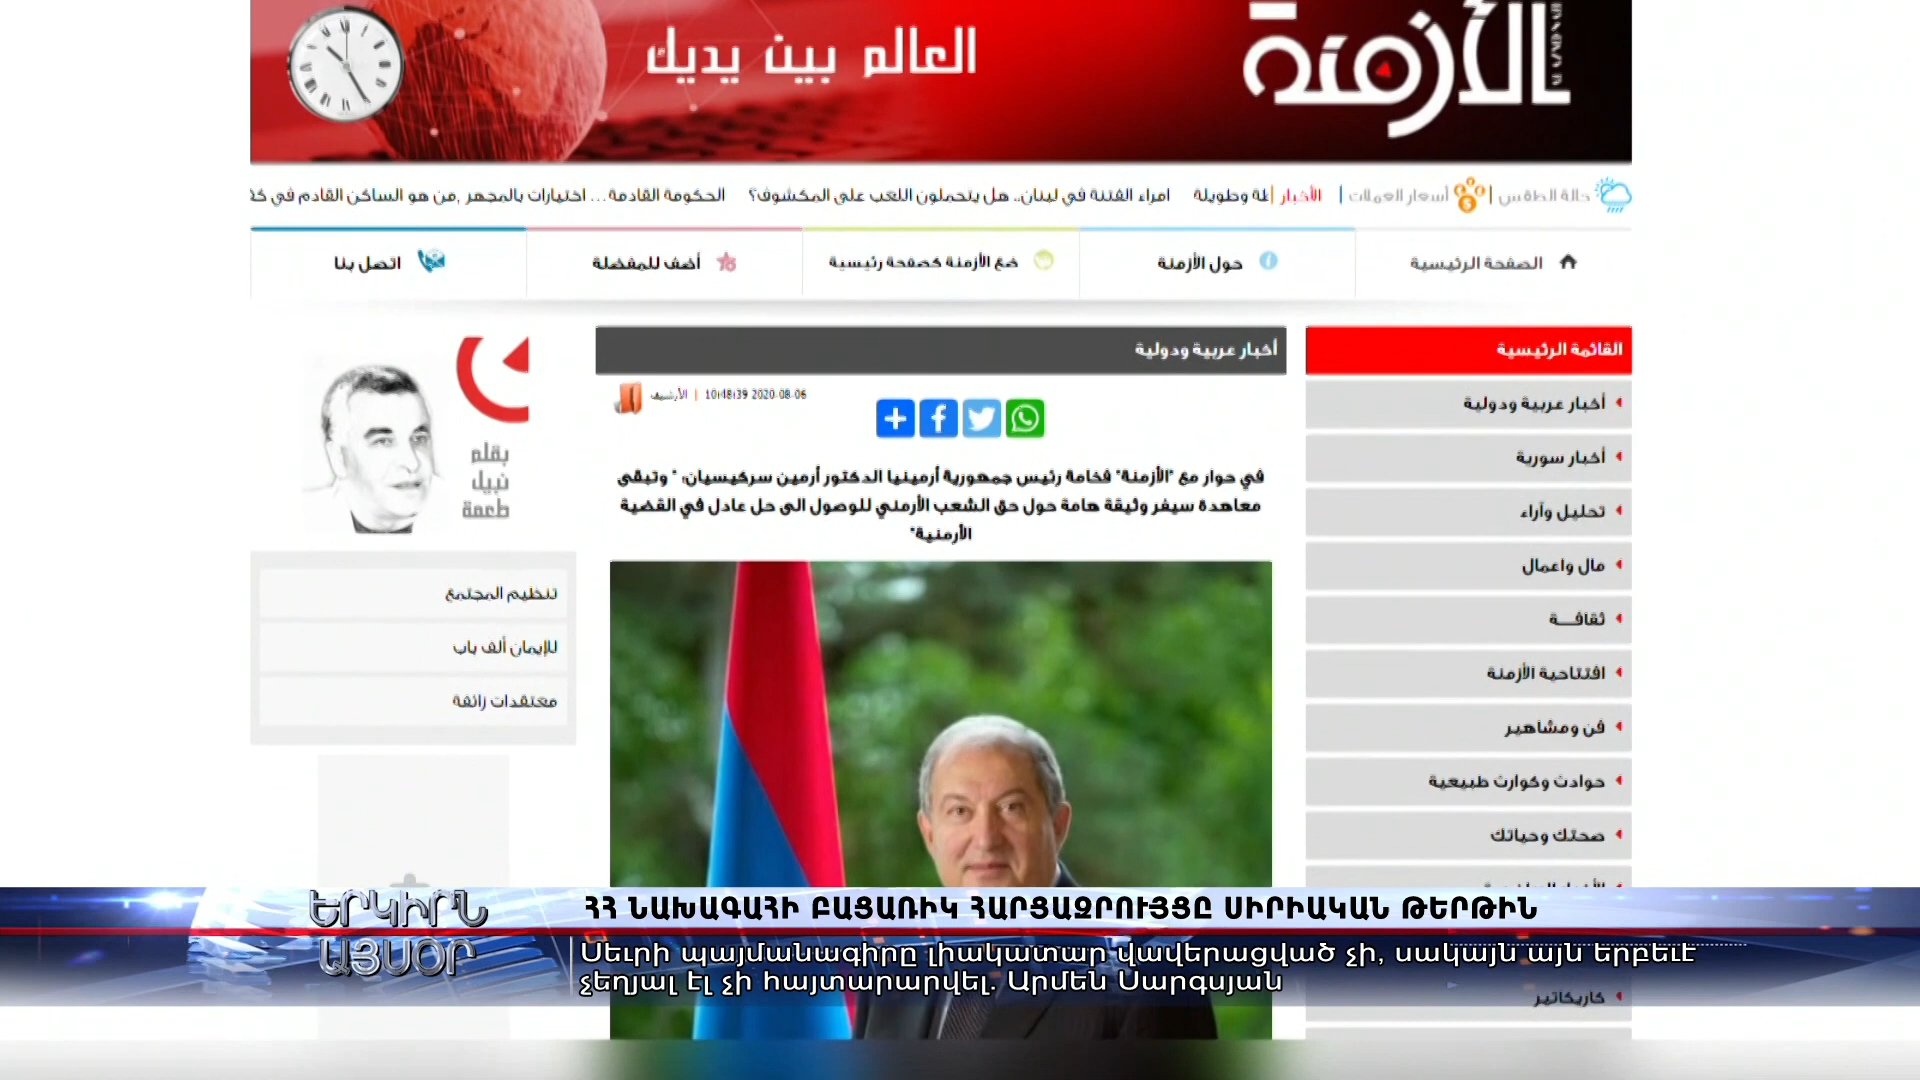 العالم بين يديك
الأزمنة
حالة الطقس | أسعار العملات | الأخبار
لة وطويلة امراء الفتنة في لبنان.. هل يتحملون اللعب على المكشوف؟ الحكومة القادمة... اختيارات بالمجهر ,من هو الساكن القادم في
الصفحة الرئيسية
حول الأزمنة
ضع الأزمنة كصفحة رئيسية
أضف للمفضلة
اتصل بنا
القائمة الرئيسية
أخبار عربية ودولية
أخبار سورية
تحليل وآراء
مال واعمال
ثقافـــة
افتتاحية الأزمنة
فن ومشاهير
حوادث وكوارث طبيعية
صحتك وحياتك
كاريكاتير
أخبار عربية ودولية
2020-08-06 10:48:39 | الأرشيف
في حوار مع "الأزمنة" فخامة رئيس جمهورية أرمينيا الدكتور أرمين سركيسيان: " وتبقى
معاهدة سيفر وثيقة هامة حول حق الشعب الأرمني للوصول الى حل عادل في القضية
الأرمنية"
بقلم
نبيل
طعمة
تنظيم المجتمع
للإيمان ألف باب
معتقدات زائفة
ԵՐԿԻՐՆ
ԱՅՍՕՐ
ՀՀ ՆԱԽԱԳԱՀԻ ԲԱՑԱՌԻԿ ՀԱՐՑԱԶՐՈՒՅՑԸ ՍԻՐԻԱԿԱՆ ԹԵՐԹԻՆ
Սեւրի պայմանագիրը լիակատար վավերացված չի, սակայն այն երբեւէ
չեղյալ էլ չի հայտարարվել. Արմեն Սարգսյան